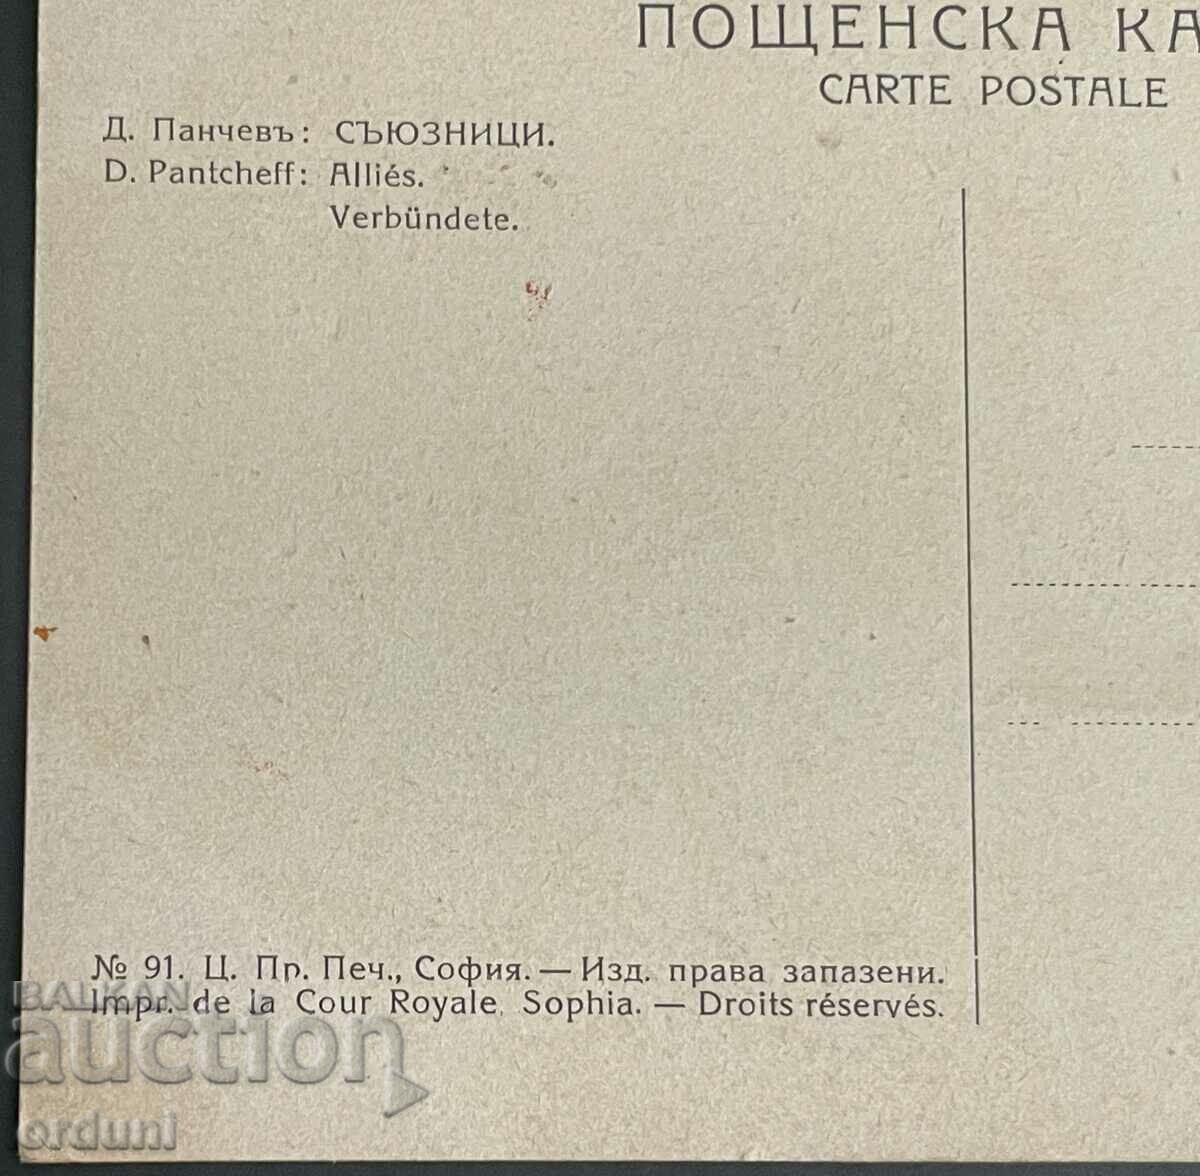 ПОЩЕНСКА КА
CARTE POSTALE
Д. Панчевъ: СЪЮЗНИЦИ.
D. Pantcheff: Alliés.
Verbündete.
№ 91. Ц. Пр. Печ., София. — Изд. права запазени.
Impr. de la Cour Royale, Sophia. — Droits réservés.
BALKAN
auction
orduni